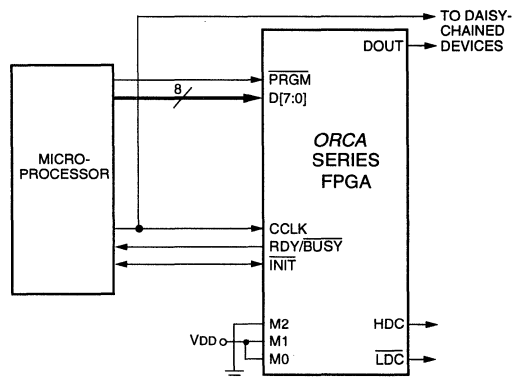 TO DAISY-
CHAINED
DEVICES
DOUT
PRGM
8
D[7:0]
MICRO-
PROCESSOR
ORCA
SERIES
FPGA
CCLK
RDY/BUSY
INIT
M2
VDD
M1
M0
HDC
LDC